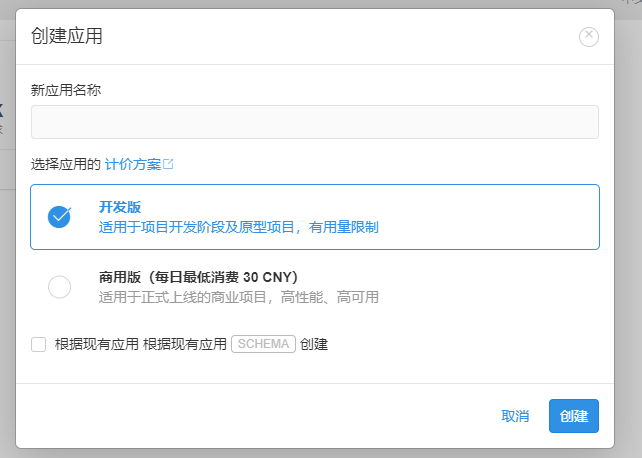 创建应用
新应用名称
选择应用的 计价方案
开发版
适用于项目开发阶段及原型项目，有用量限制
商用版（每日最低消费 30 CNY）
适用于正式上线的商业项目，高性能、高可用
根据现有应用 根据现有应用 SCHEMA 创建
取消 创建